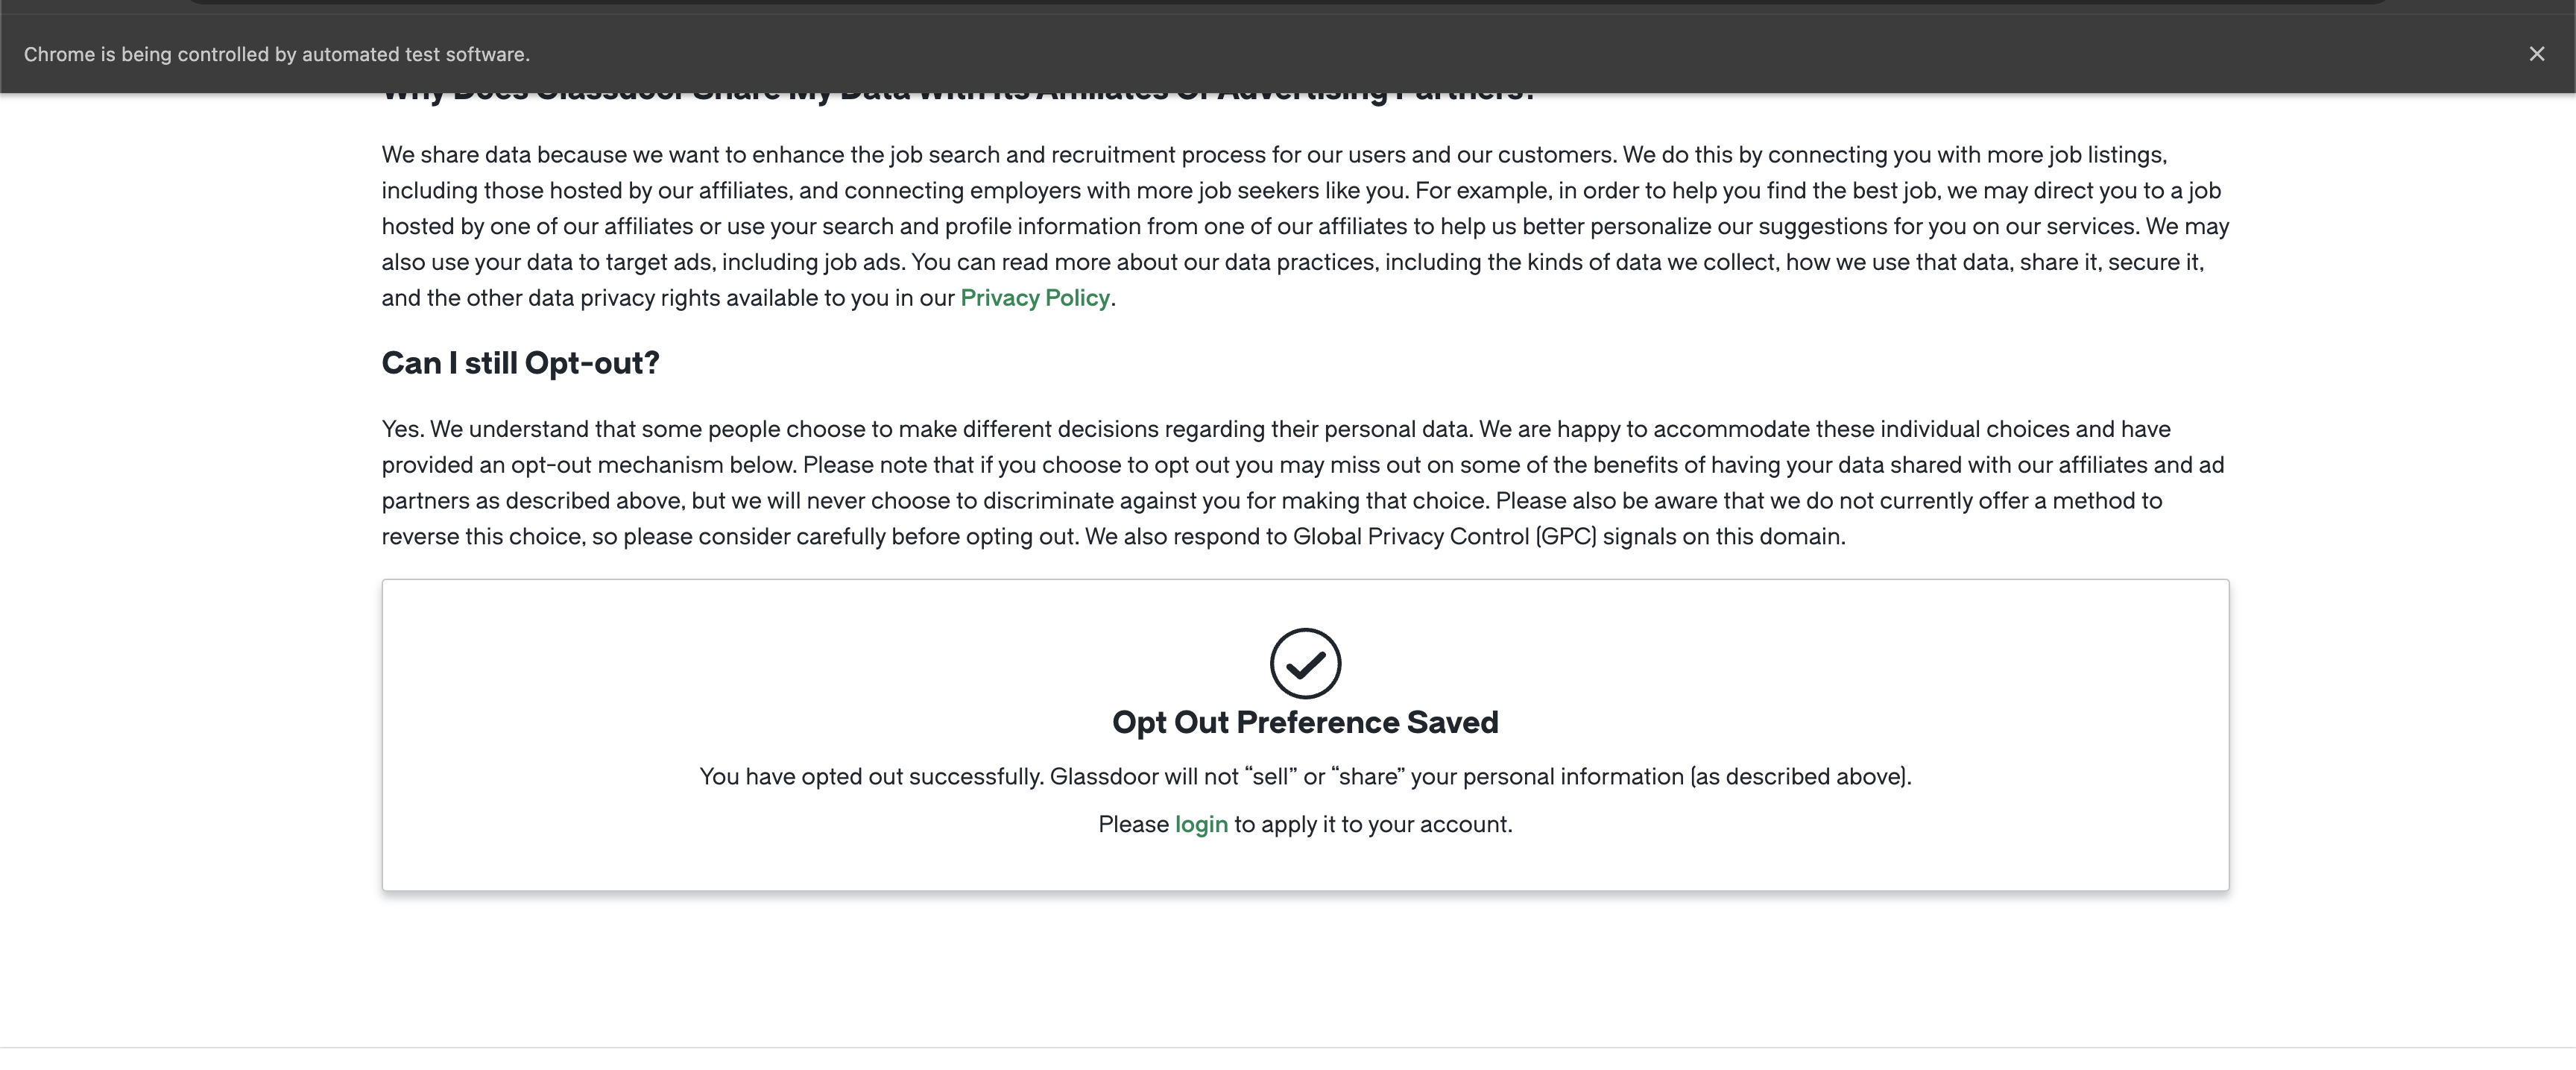 Chrome is being controlled by automated test software.
Why Does Glassdoor Share My Data With Its Affiliates Or Advertising Partners?
We share data because we want to enhance the job search and recruitment process for our users and our customers. We do this by connecting you with more job listings,
including those hosted by our affiliates, and connecting employers with more job seekers like you. For example, in order to help you find the best job, we may direct you to a job
hosted by one of our affiliates or use your search and profile information from one of our affiliates to help us better personalize our suggestions for you on our services. We may
also use your data to target ads, including job ads. You can read more about our data practices, including the kinds of data we collect, how we use that data, share it, secure it,
and the other data privacy rights available to you in our Privacy Policy.
Can I still Opt-out?
Yes. We understand that some people choose to make different decisions regarding their personal data. We are happy to accommodate these individual choices and have
provided an opt-out mechanism below. Please note that if you choose to opt out you may miss out on some of the benefits of having your data shared with our affiliates and ad
partners as described above, but we will never choose to discriminate against you for making that choice. Please also be aware that we do not currently offer a method to
reverse this choice, so please consider carefully before opting out. We also respond to Global Privacy Control (GPC) signals on this domain.
Opt Out Preference Saved
You have opted out successfully. Glassdoor will not “sell” or “share” your personal information (as described above).
Please login to apply it to your account.